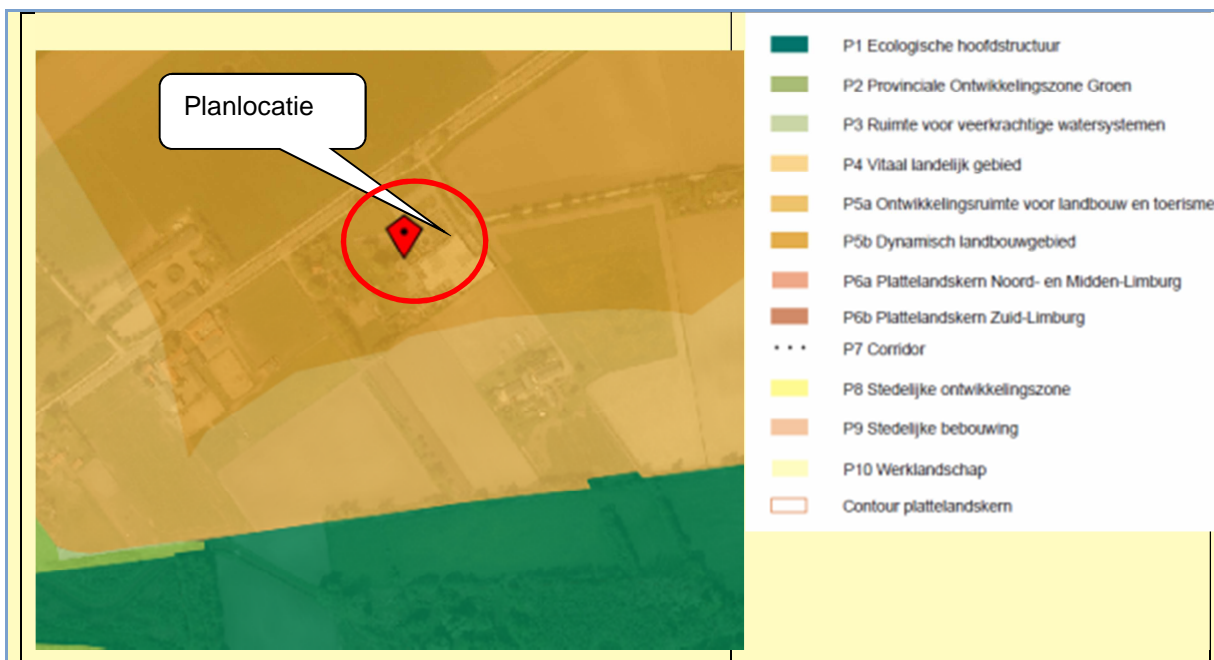 Planlocatie
P1 Ecologische hoofdstructuur
P2 Provinciale Ontwikkelingszone Groen
P3 Ruimte voor veerkrachtige watersystemen
P4 Vitaal landelijk gebied
P5a Ontwikkelingsruimte voor landbouw en toerisme
P5b Dynamisch landbouwgebied
P6a Plattelandskern Noord- en Midden-Limburg
P6b Plattelandskern Zuid-Limburg
P7 Corridor
P8 Stedelijke ontwikkelingszone
P9 Stedelijke bebouwing
P10 Werklandschap
Contour plattelandskern